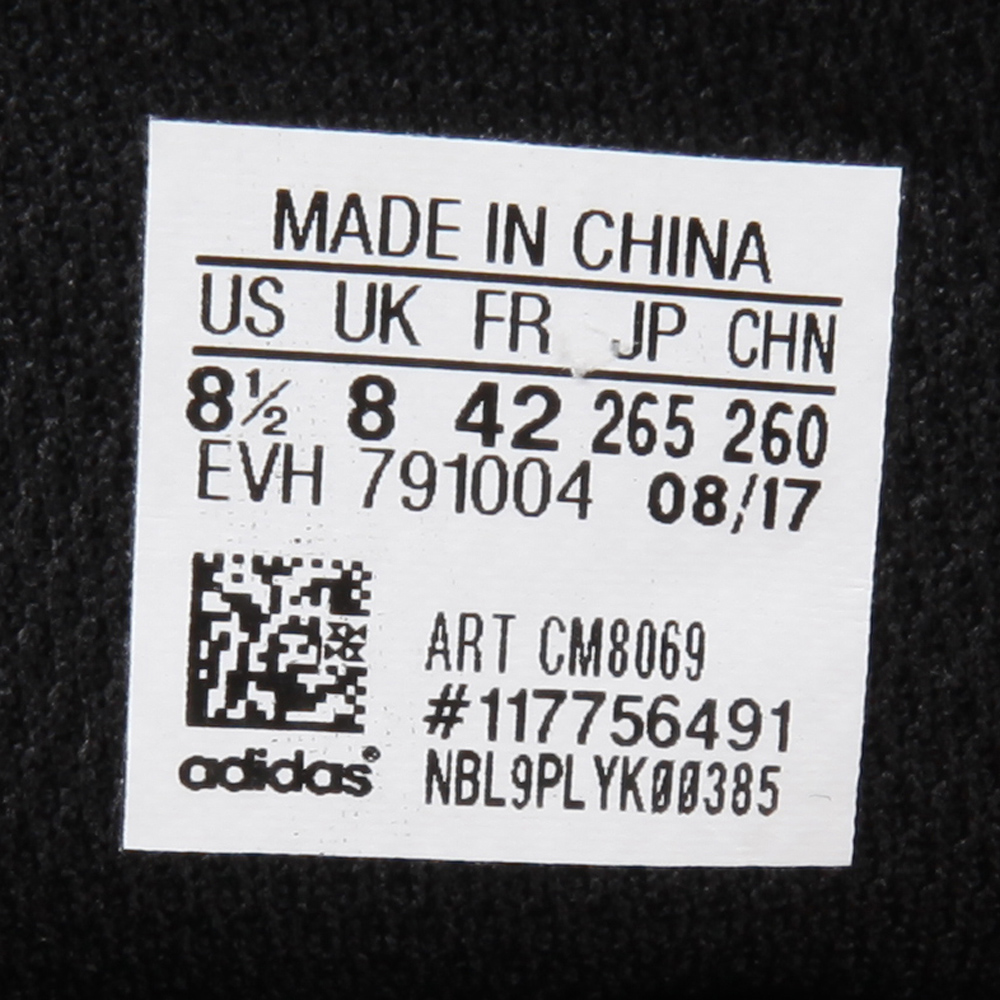 MADE IN CHINA
US UK FR JP CHN
8½ 8 42 265 260
EVH 791004 08/17
ART CM8069
#117756491
adidas®
NBL9PLYK00385